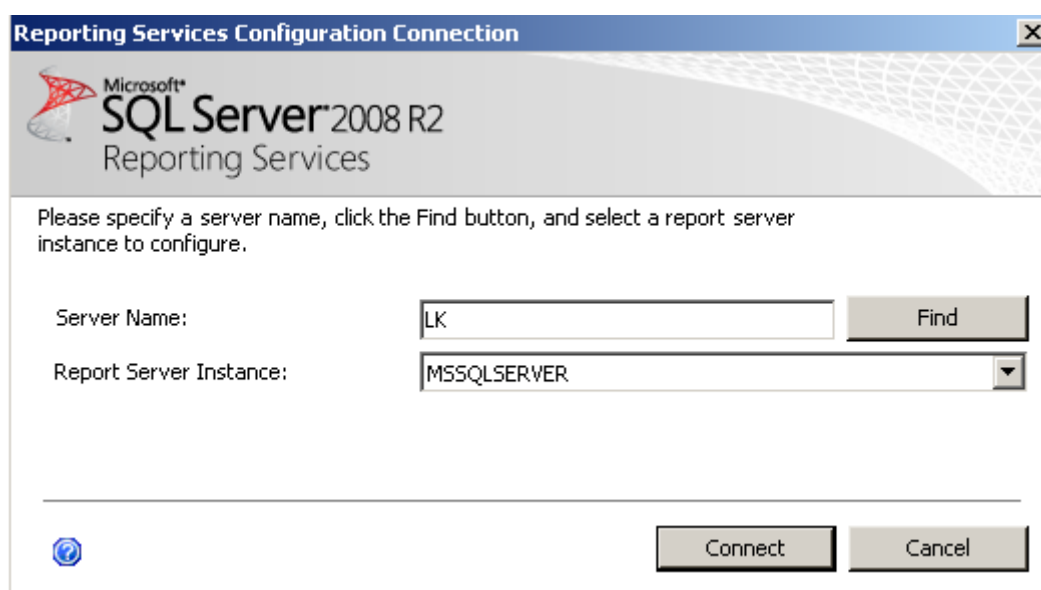 Reporting Services Configuration Connection
Microsoft®
SQL Server® 2008 R2
Reporting Services
Please specify a server name, click the Find button, and select a report server
instance to configure.
Server Name:
LK
Find
Report Server Instance:
MSSQLSERVER
Connect
Cancel